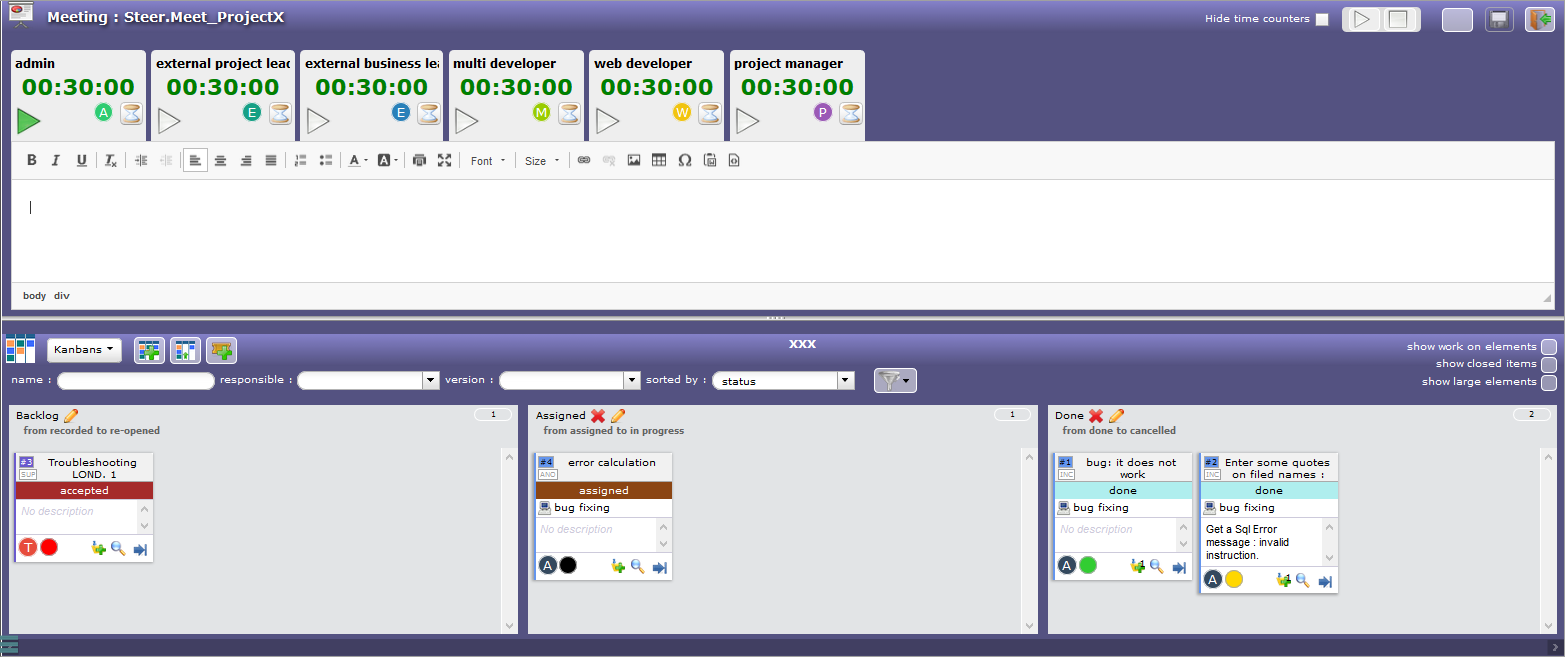 Meeting : Steer.Meet_ProjectX
Hide time counters
admin
00:30:00
A
external project leac
00:30:00
E
external business le
00:30:00
E
multi developer
00:30:00
M
web developer
00:30:00
W
project manager
00:30:00
P
B I U Tx A A Font Size Ω
body div
Kanbans
xxx
show work on elements
show closed items
show large elements
name : responsible : version : sorted by : status
Backlog 1
from recorded to re-opened
#3 Troubleshooting
SUP LOND. 1
accepted
No description
T
Assigned 1
from assigned to in progress
#4 error calculation
ANO
assigned
bug fixing
No description
A
Done 2
from done to cancelled
#1 bug: it does not
INC work
done
bug fixing
No description
A
#2 Enter some quotes
INC on filed names :
done
bug fixing
Get a Sql Error
message : invalid
instruction.
A